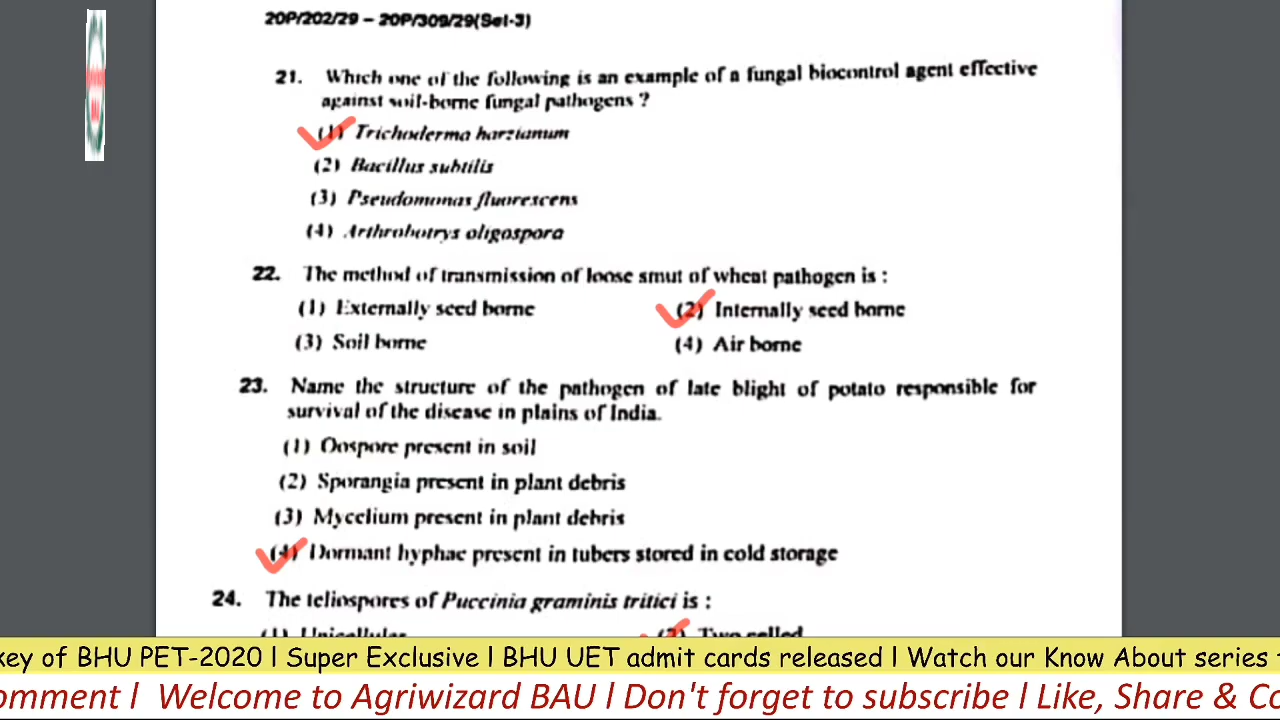 20P/202/29 – 20P/309/29(Set-3)
21. Which one of the following is an example of a fungal biocontrol agent effective
against soil-borne fungal pathogens ?
(1) Trichoderma harzianum
(2) Bacillus subtilis
(3) Pseudomonas fluorescens
(4) Arthrobotrys oligospora
22. The method of transmission of loose smut of wheat pathogen is :
(1) Externally seed borne (2) Internally seed borne
(3) Soil borne (4) Air borne
23. Name the structure of the pathogen of late blight of potato responsible for
survival of the disease in plains of India.
(1) Oospore present in soil
(2) Sporangia present in plant debris
(3) Mycelium present in plant debris
(4) Dormant hyphae present in tubers stored in cold storage
24. The teliospores of Puccinia graminis tritici is :
(1) Unicellular (2) Two celled
key of BHU PET-2020 l Super Exclusive l BHU UET admit cards released l Watch our Know About series
omment l Welcome to Agriwizard BAU l Don't forget to subscribe l Like, Share & Co